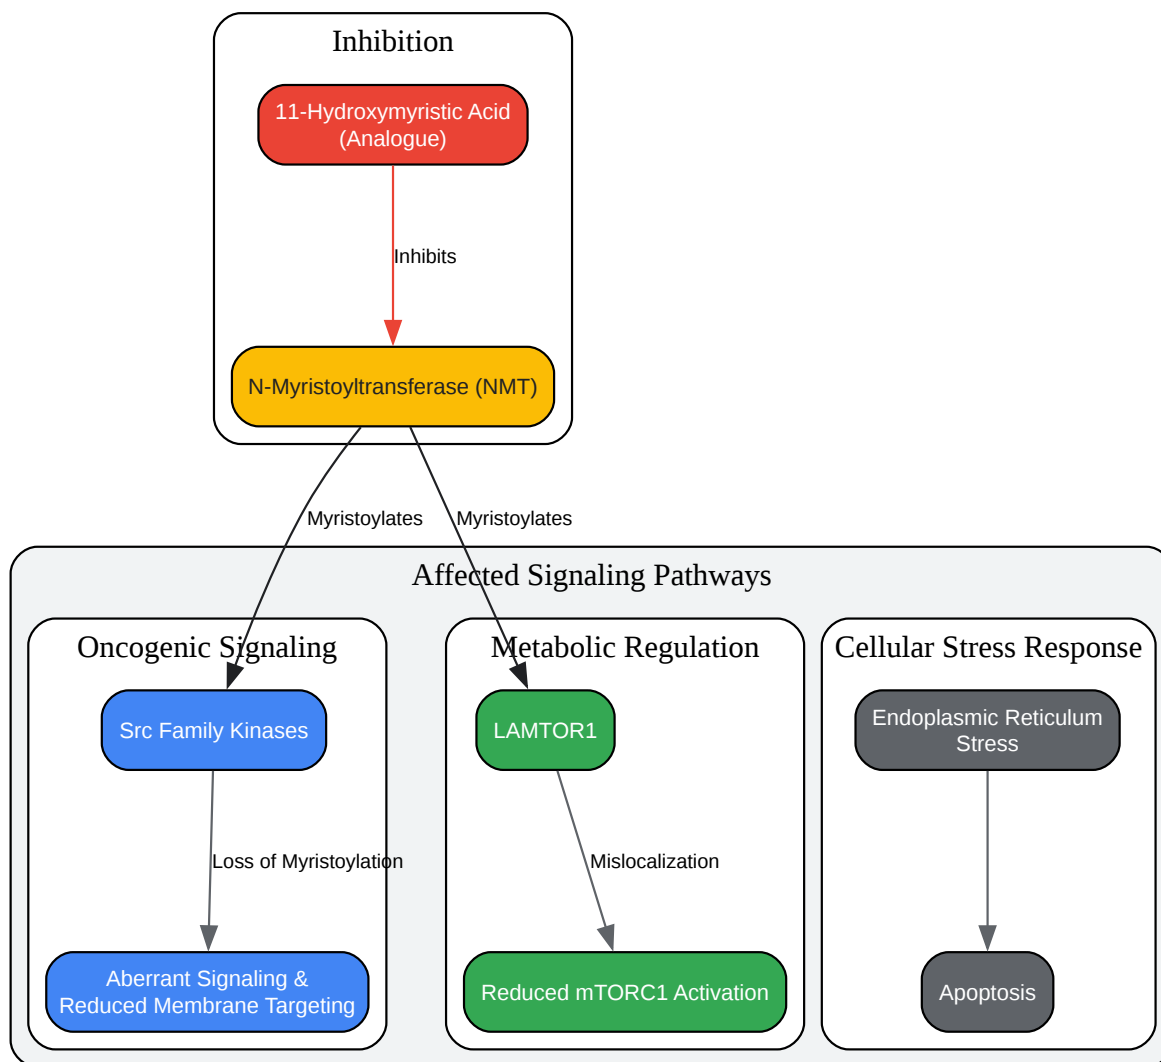 Inhibition
11-Hydroxymyristic Acid
(Analogue)
Inhibits
N-Myristoyltransferase (NMT)
Myristoylates
Myristoylates
Affected Signaling Pathways
Oncogenic Signaling
Metabolic Regulation
Cellular Stress Response
Src Family Kinases
LAMTOR1
Endoplasmic Reticulum
Stress
Loss of Myristoylation
Mislocalization
Aberrant Signaling &
Reduced Membrane Targeting
Reduced mTORC1 Activation
Apoptosis